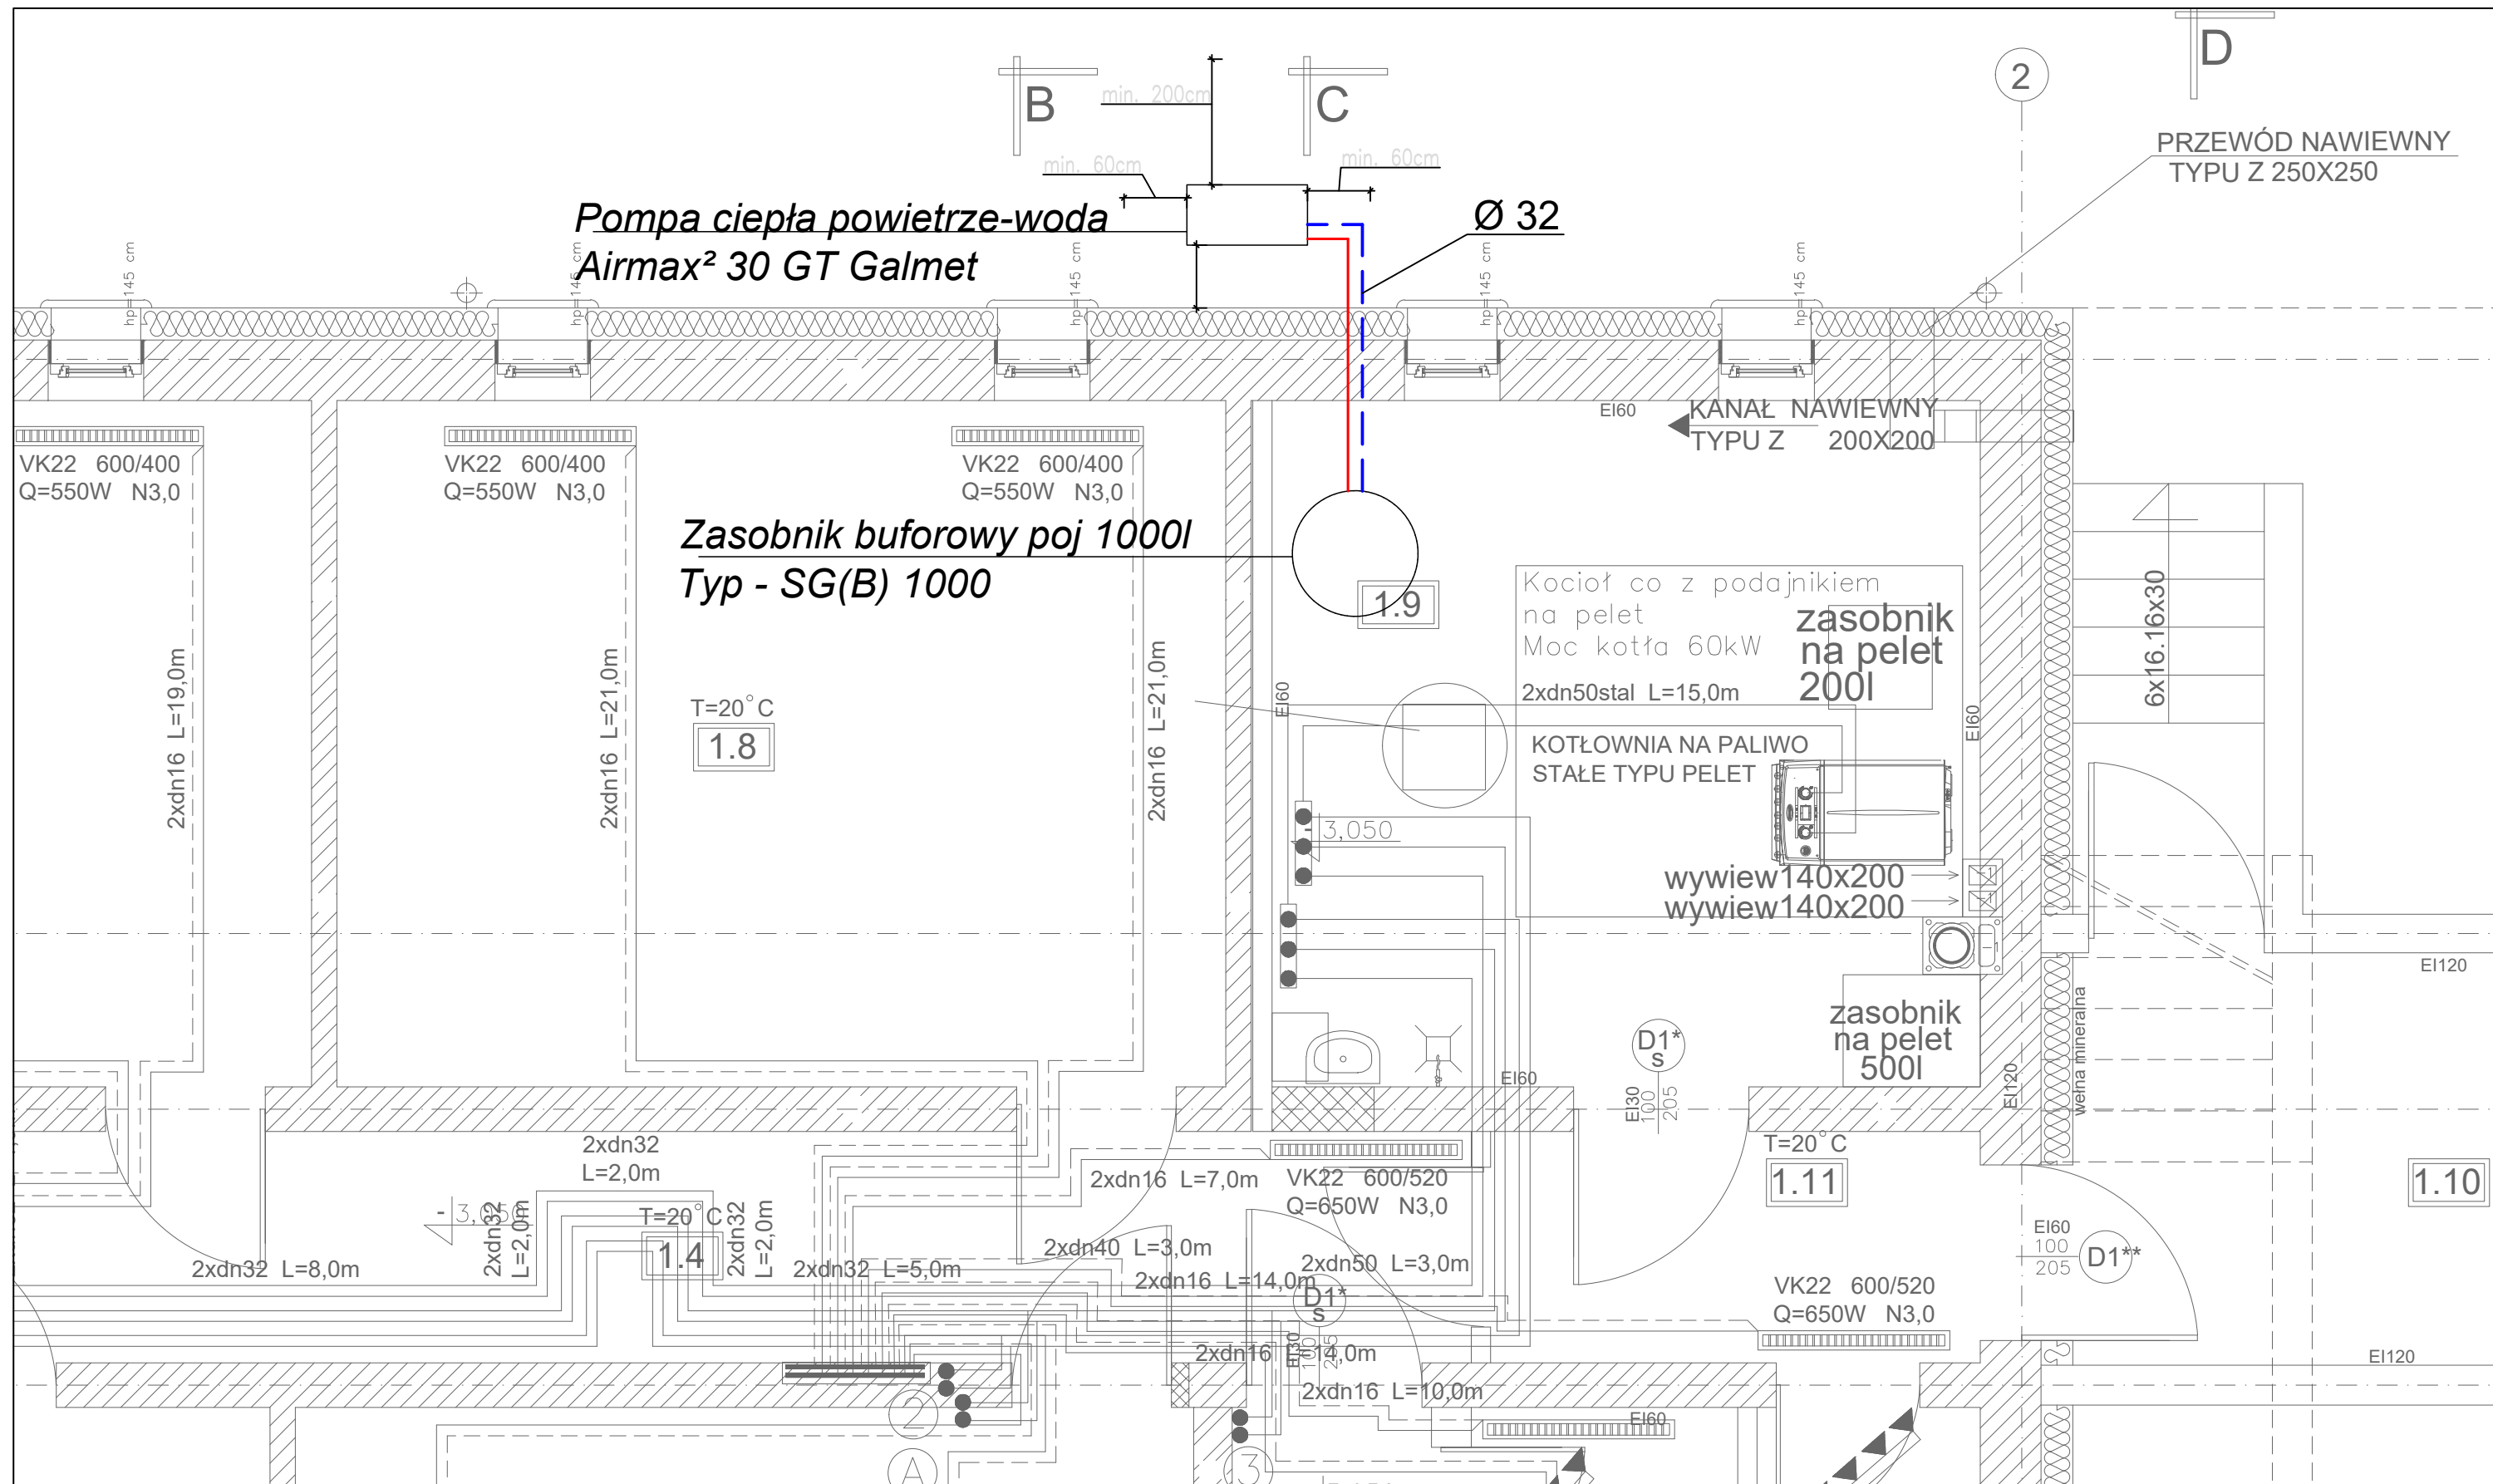 B
C
D
2
min. 200cm
min. 60cm
min. 60cm
PRZEWÓD NAWIEWNY
TYPU Z 250X250
Pompa ciepła powietrze-woda
Airmax² 30 GT Galmet
Ø 32
hp=145 cm
hp=145 cm
hp=145 cm
hp=145 cm
hp=145 cm
EI60
KANAŁ NAWIEWNY
TYPU Z 200X200
VK22 600/400
Q=550W N3,0
VK22 600/400
Q=550W N3,0
VK22 600/400
Q=550W N3,0
Zasobnik buforowy poj 1000l
Typ - SG(B) 1000
1.9
Kocioł co z podajnikiem
na pelet
Moc kotła 60kW
zasobnik
na pelet
200l
2xdn50stal L=15,0m
6x16.16x30
2xdn16 L=19,0m
2xdn16 L=21,0m
2xdn16 L=21,0m
T=20°C
1.8
EI60
EI60
KOTŁOWNIA NA PALIWO
STAŁE TYPU PELET
- 3,050
wywiew140x200
wywiew140x200
-1
-1
-1
EI120
zasobnik
na pelet
500l
wełna mineralna
EI120
D1*
s
EI30
100
205
EI60
2xdn32
L=2,0m
T=20°C
1.11
1.10
2xdn16 L=7,0m
VK22 600/520
Q=650W N3,0
- 3,050
2xdn32
L=2,0m
T=20°C
1.4
2xdn32
L=2,0m
2xdn32 L=8,0m
2xdn32 L=5,0m
2xdn40 L=3,0m
2xdn50 L=3,0m
2xdn16 L=14,0m
D1*
s
EI30
100
205
EI60
100
205
D1**
VK22 600/520
Q=650W N3,0
2xdn16 L=14,0m
2xdn16 L=10,0m
EI120
EI60
2
A
3